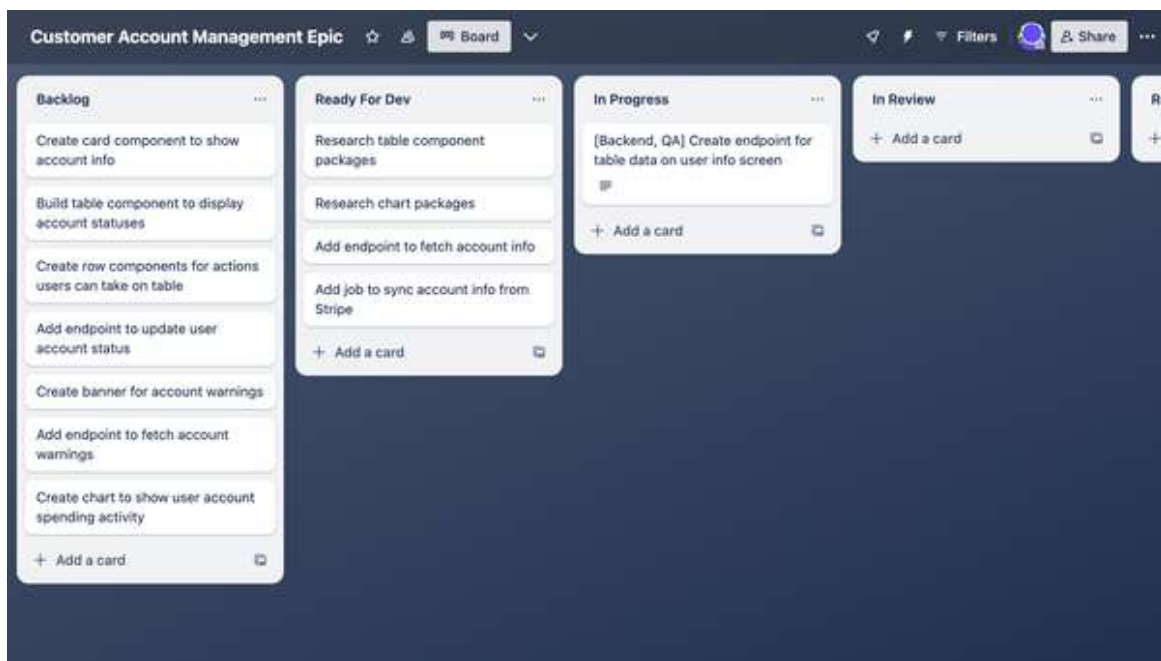 Customer Account Management Epic
Board
Filters
Share
Backlog
Create card component to show
account info
Build table component to display
account statuses
Create row components for actions
users can take on table
Add endpoint to update user
account status
Create banner for account warnings
Add endpoint to fetch account
warnings
Create chart to show user account
spending activity
+ Add a card
Ready For Dev
Research table component
packages
Research chart packages
Add endpoint to fetch account info
Add job to sync account info from
Stripe
+ Add a card
In Progress
[Backend, QA] Create endpoint for
table data on user info screen
+ Add a card
In Review
+ Add a card
R
+